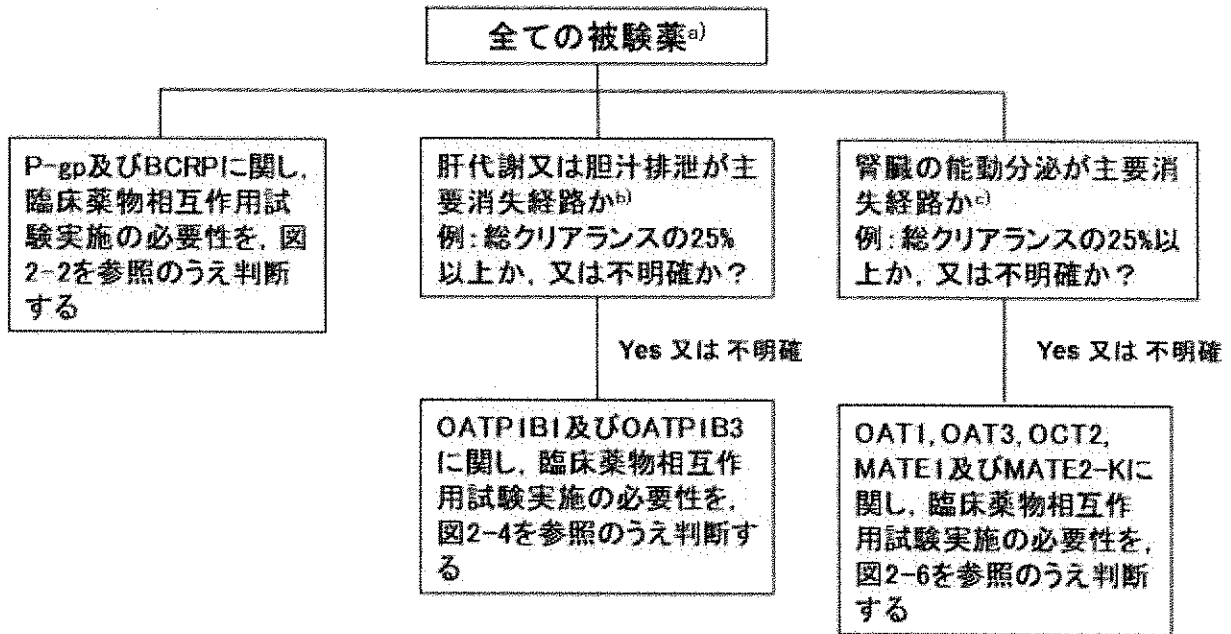 全ての被験薬a)
P-gp及びBCRPに関し,
臨床薬物相互作用試
験実施の必要性を, 図
2-2を参照のうえ判断
する
肝代謝又は胆汁排泄が主
要消失経路かb)
例:総クリアランスの25%
以上か, 又は不明確か?
腎臓の能動分泌が主要消
失経路かc)
例:総クリアランスの25%以
上か, 又は不明確か?
Yes 又は 不明確
Yes 又は 不明確
OATP1B1及びOATP1B3
に関し, 臨床薬物相互作
用試験実施の必要性を,
図2-4を参照のうえ判断す
る
OAT1, OAT3, OCT2,
MATE1及びMATE2-Kに
関し, 臨床薬物相互作
用試験実施の必要性を,
図2-6を参照のうえ判断
する